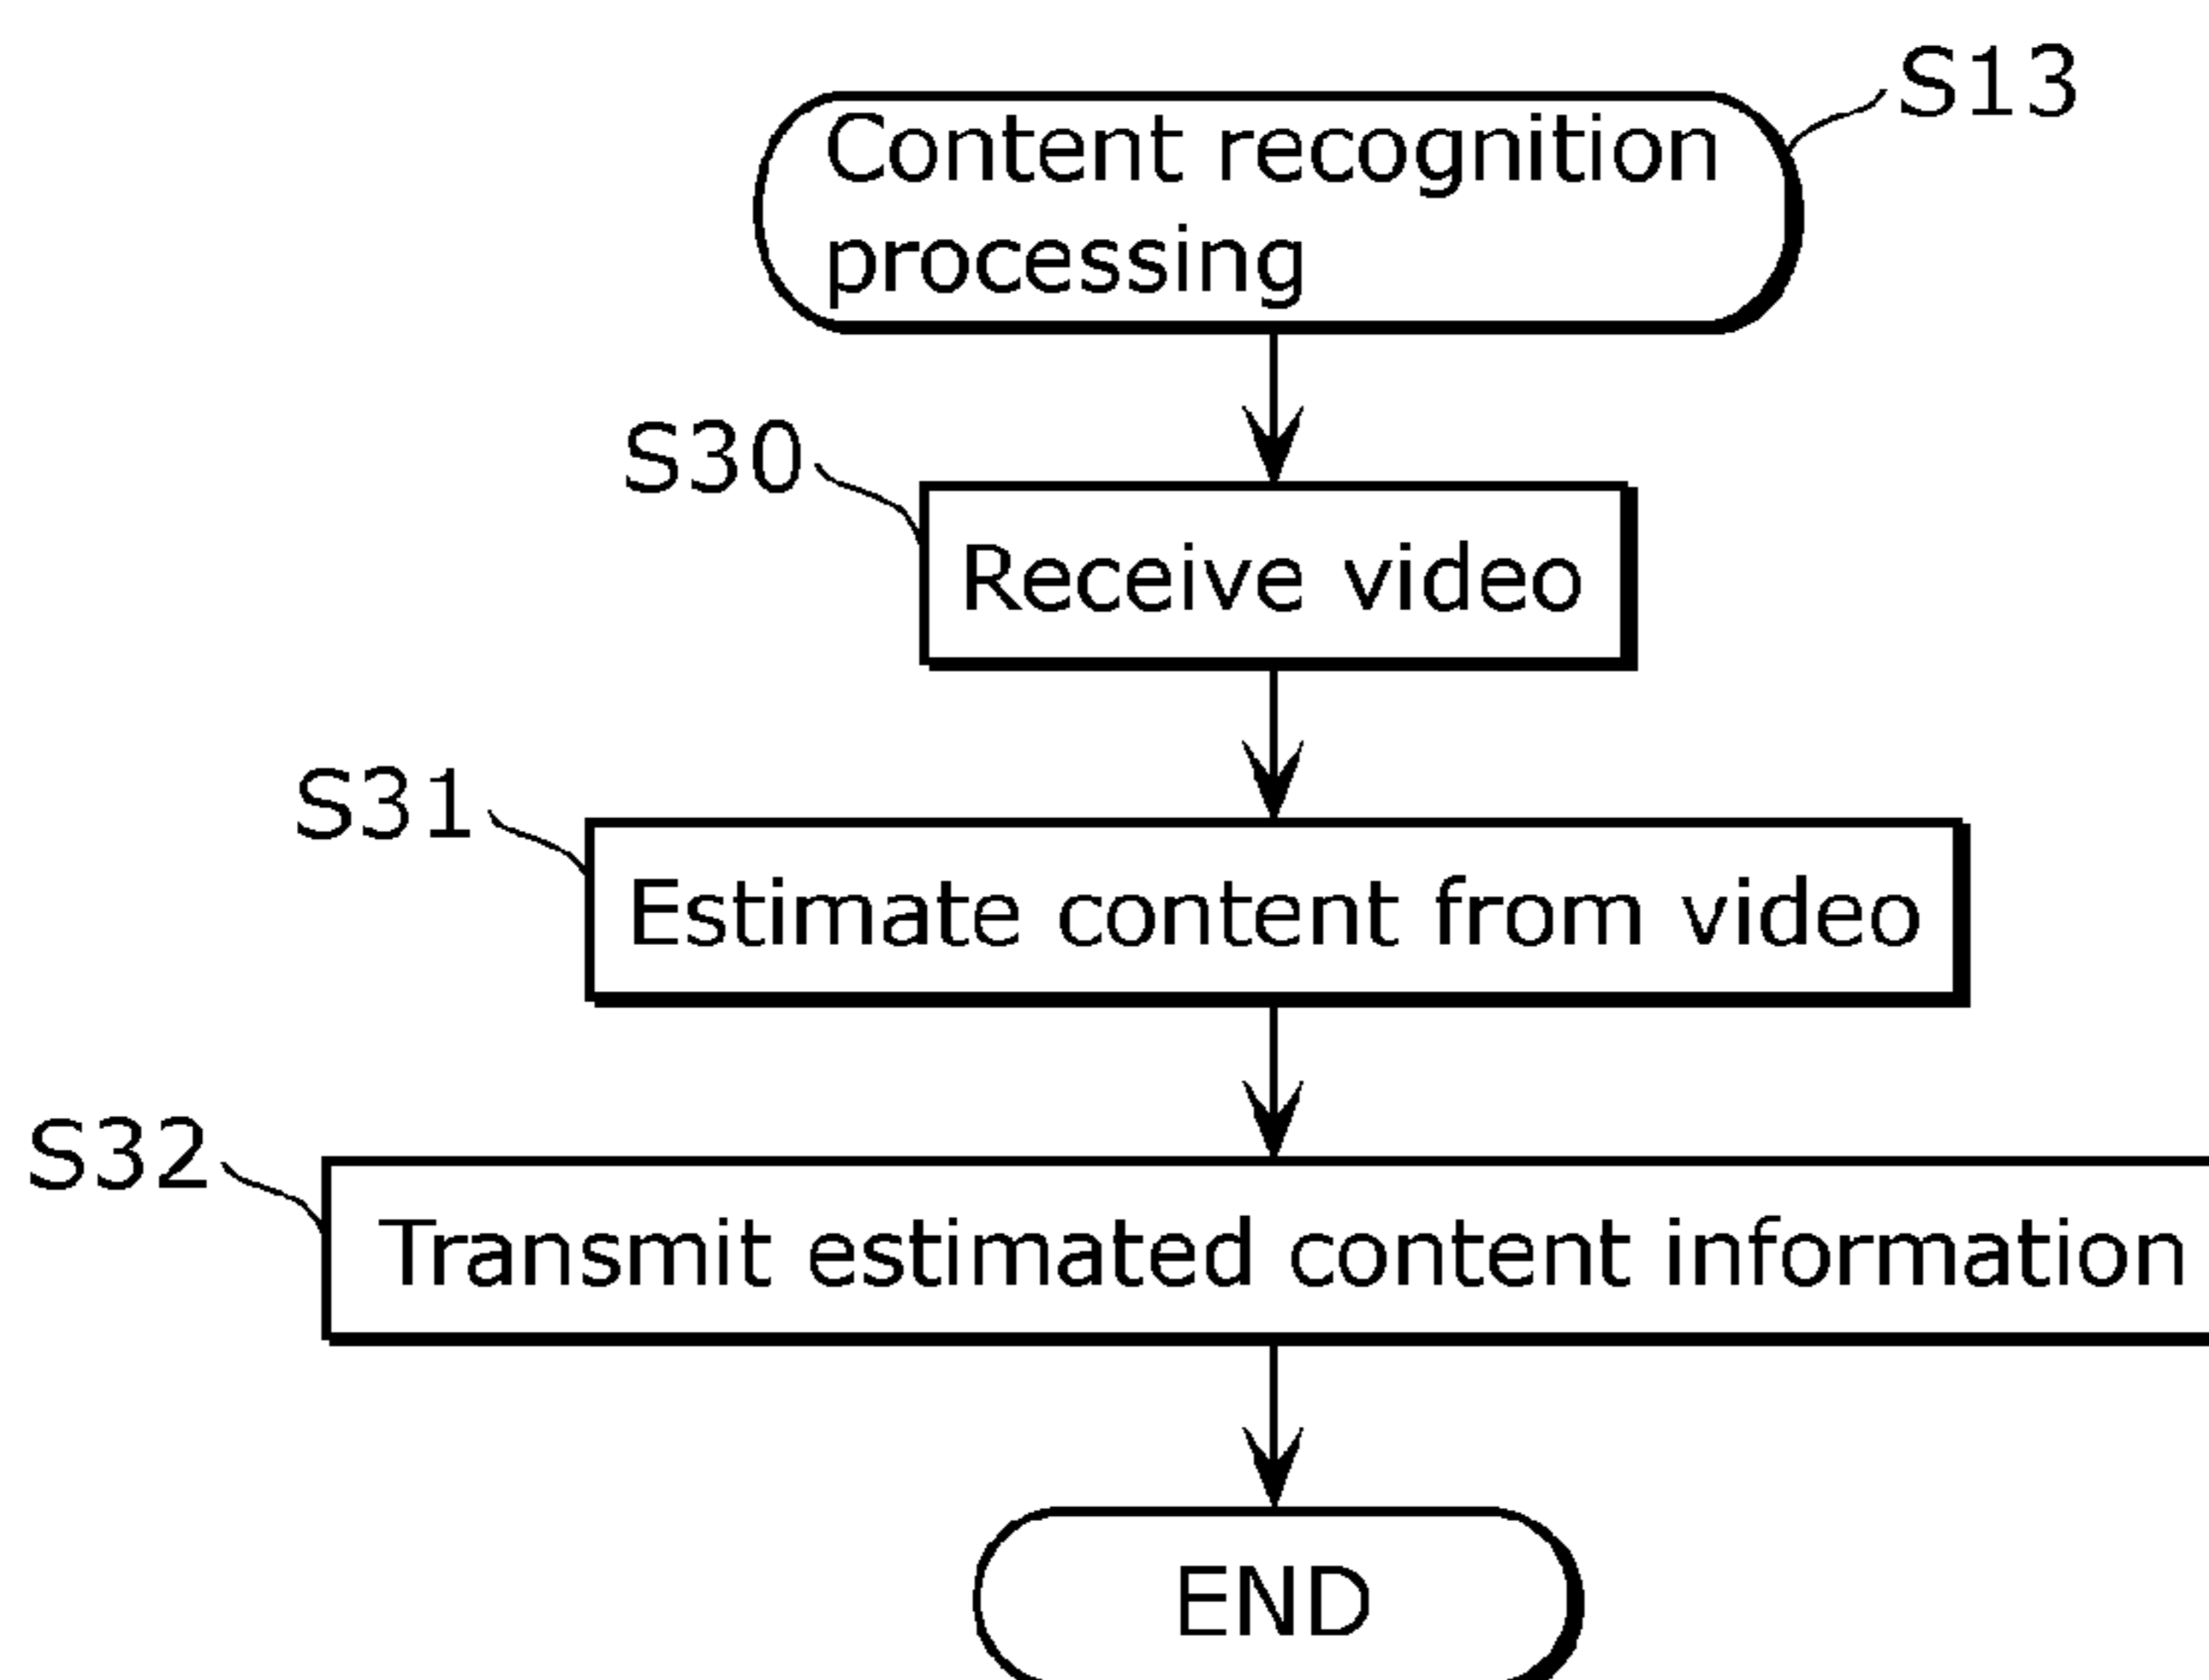 S13
Content recognition
processing
S30
Receive video
S31
Estimate content from video
S32
Transmit estimated content information
END